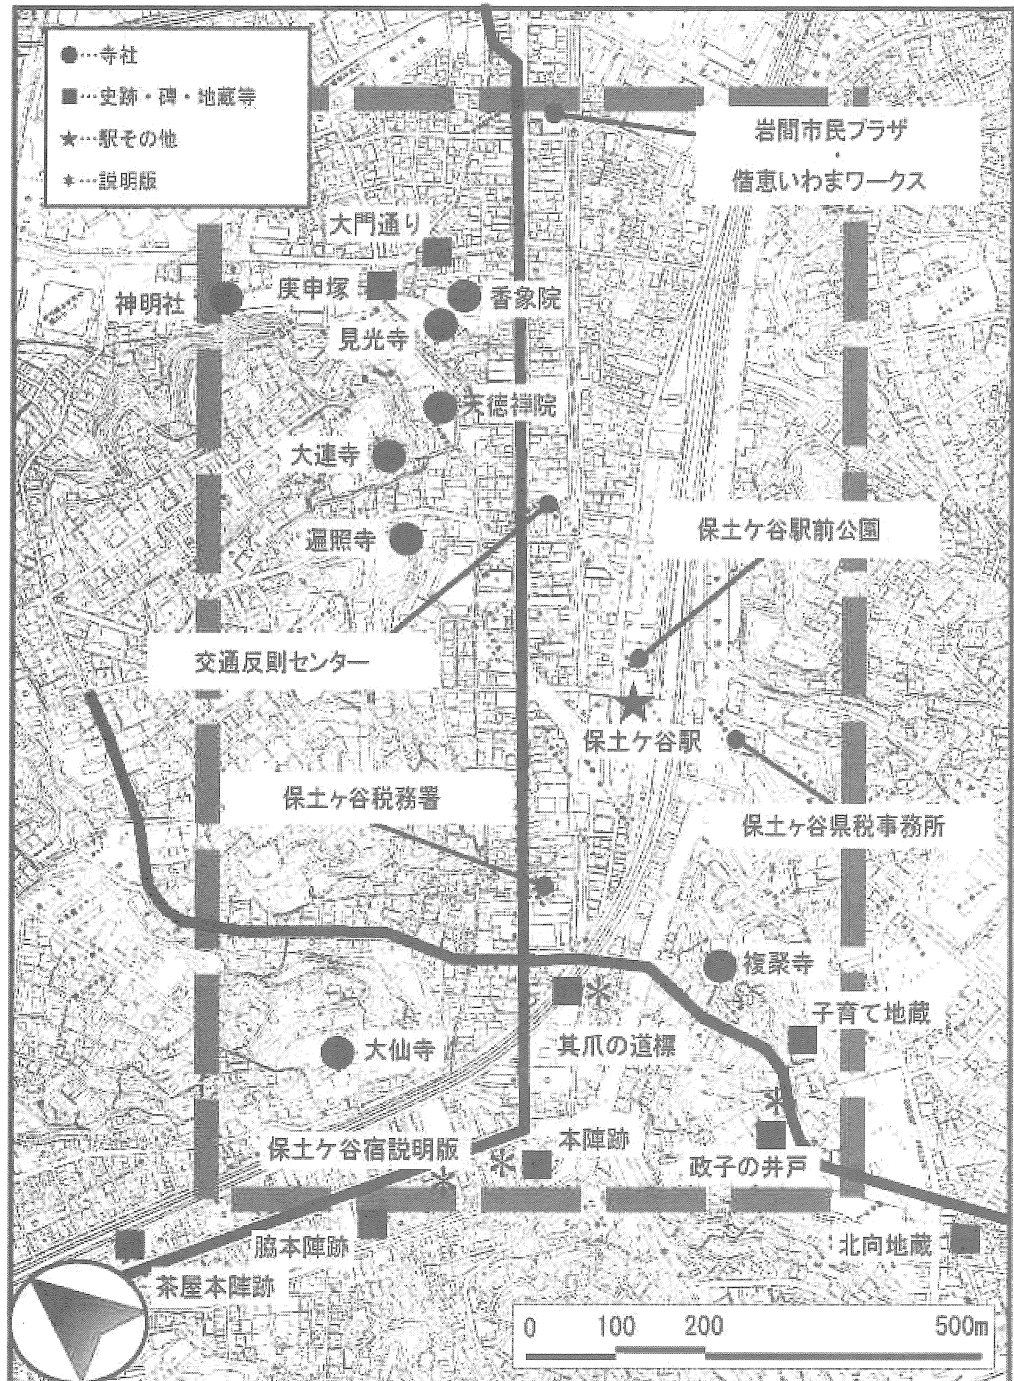 ●…寺社
■…史跡・碑・地蔵等
★…駅その他
＊…説明版
岩間市民プラザ
・
偕恵いわまワークス
大門通り
神明社
庚申塚
香象院
見光寺
天徳禅院
大連寺
遍照寺
保土ケ谷駅前公園
交通反則センター
保土ケ谷駅
保土ヶ谷税務署
保土ヶ谷県税事務所
複聚寺
子育て地蔵
其爪の道標
大仙寺
保土ケ谷宿説明版
本陣跡
政子の井戸
脇本陣跡
北向地蔵
茶屋本陣跡
0 100 200 500m